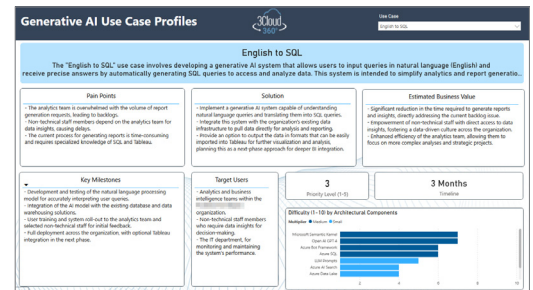 Generative AI Use Case Profiles
3Cloud
360°
Use Case
English to SQL
English to SQL
The "English to SQL" use case involves developing a generative AI system that allows users to input queries in natural language (English) and
receive precise answers by automatically generating SQL queries to access and analyze data. This system is intended to simplify analytics and report generatio...
Pain Points
- The analytics team is overwhelmed with the volume of report
generation requests, leading to backlogs.
- Non-technical staff members depend on the analytics team for
data insights, causing delays.
- The current process for generating reports is time-consuming
and requires specialized knowledge of SQL and Tableau.
Solution
- Implement a generative AI system capable of understanding
natural language queries and translating them into SQL queries.
- Integrate this system with the organization's existing data
infrastructure to pull data directly for analysis and reporting.
- Provide an option to output the data in formats that can be easily
imported into Tableau for further visualization and analysis,
planning this as a next phase approach for deeper BI integration.
Estimated Business Value
- Significant reduction in the time required to generate reports
and insights, directly addressing the current backlog issue.
- Empowerment of non-technical staff with direct access to data
insights, fostering a data-driven culture across the organization.
- Enhanced efficiency of the analytics team, allowing them to
focus on more complex analyses and strategic projects.
Key Milestones
- Development and testing of the natural language processing
model for accurately interpreting user queries.
- Integration of the AI model with the existing database and data
warehousing solutions.
- User training and system roll-out to the analytics team and
selected non-technical staff for initial feedback.
- Full deployment across the organization, with optional Tableau
integration in the next phase.
Target Users
- Analytics and business
intelligence teams within the
organization.
- Non-technical staff members
who require data insights for
decision-making.
- The IT department, for
monitoring and maintaining
the system's performance.
3
Priority Level (1-5)
3 Months
Timeline
Difficulty (1-10) by Architectural Components
Multiplier Medium Small
Microsoft Semantic Kernel
Open AI GPT-4
Azure Bot Framework
Azure SQL
LLM Prompts
Azure AI Search
Azure Data Lake
2 4 6 8 10